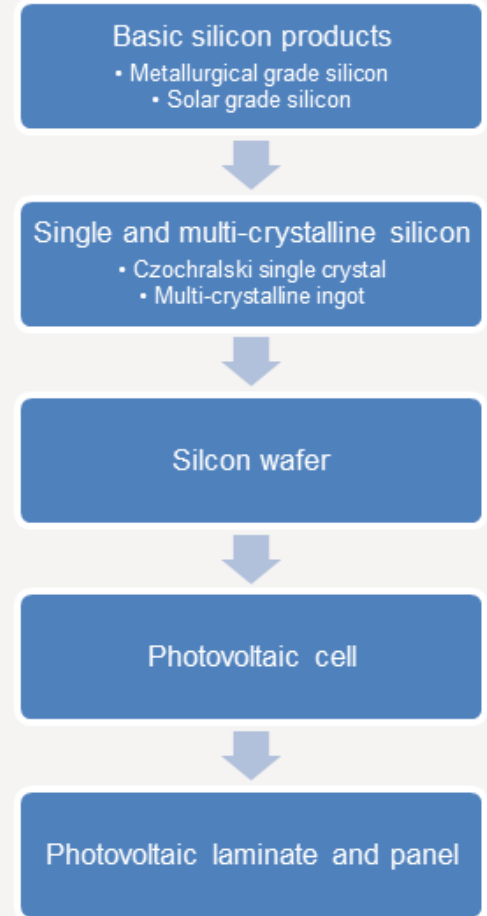 Basic silicon products
• Metallurgical grade silicon
• Solar grade silicon
Single and multi-crystalline silicon
• Czochralski single crystal
• Multi-crystalline ingot
Silcon wafer
Photovoltaic cell
Photovoltaic laminate and panel